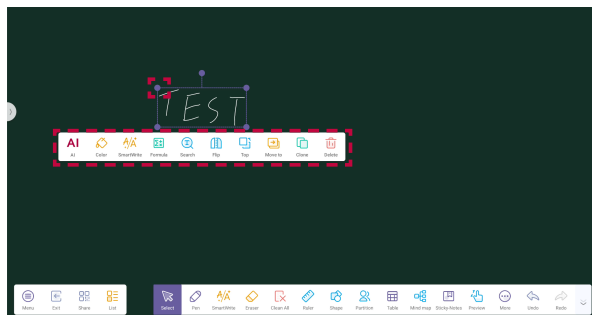 TEST
AI
AI Color SmartWrite Formula Search Flip Top Move to Clone Delete
Menu Exit Share List Select Pen SmartWrite Eraser Clean All Ruler Shape Partition Table Mind map Sticky-Notes Preview More Undo Redo